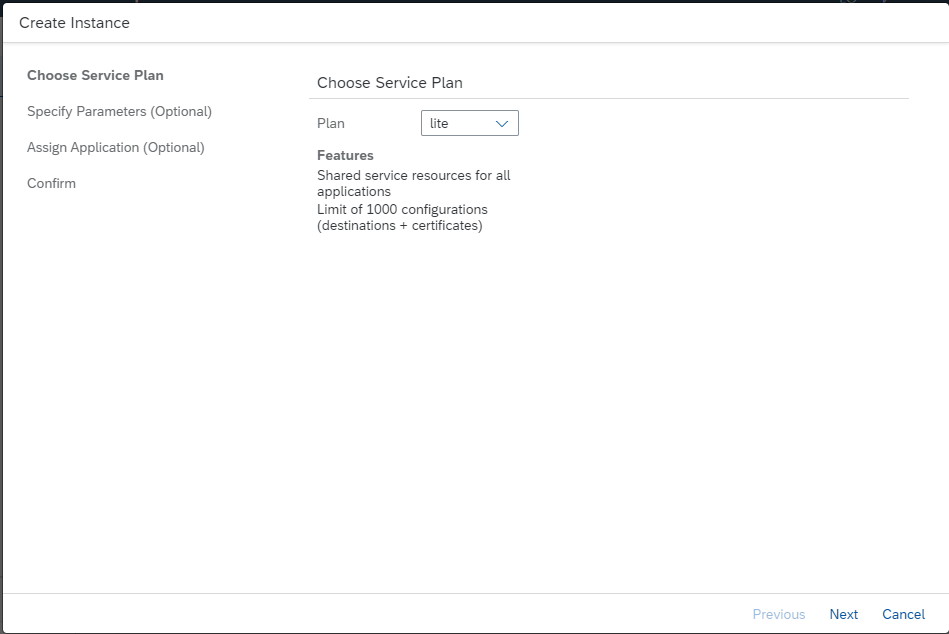 Create Instance
Choose Service Plan
Specify Parameters (Optional)
Assign Application (Optional)
Confirm
Choose Service Plan
Plan
lite
Features
Shared service resources for all
applications
Limit of 1000 configurations
(destinations + certificates)
Previous
Next
Cancel